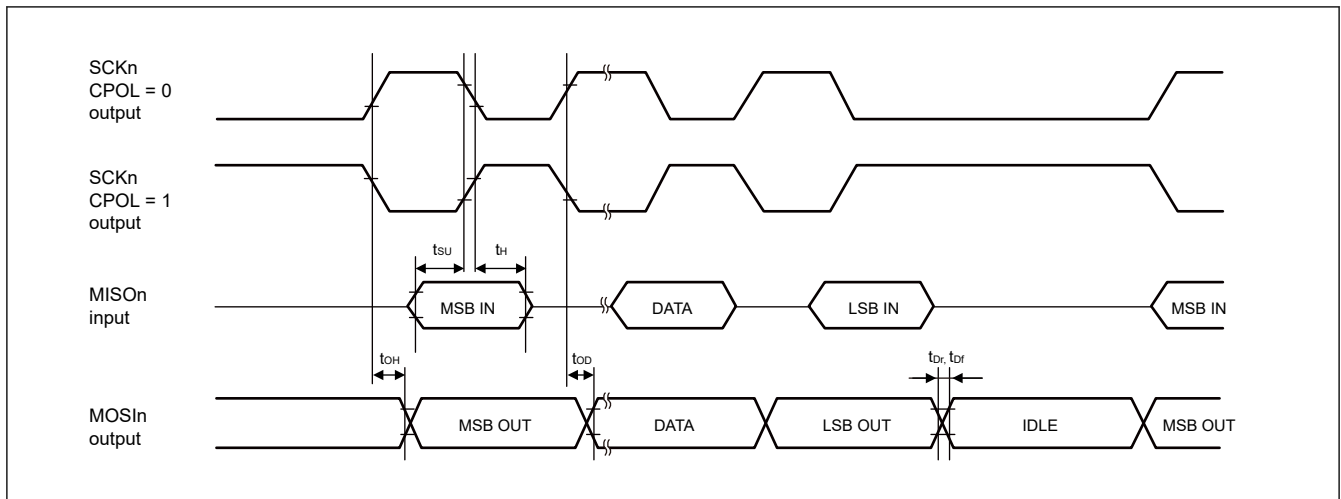 SCKn
CPOL = 0
output
SCKn
CPOL = 1
output
tSU
tH
MISOn
input
MSB IN
DATA
LSB IN
MSB IN
tOH
tOD
tDr, tDf
MOSIn
output
MSB OUT
DATA
LSB OUT
IDLE
MSB OUT